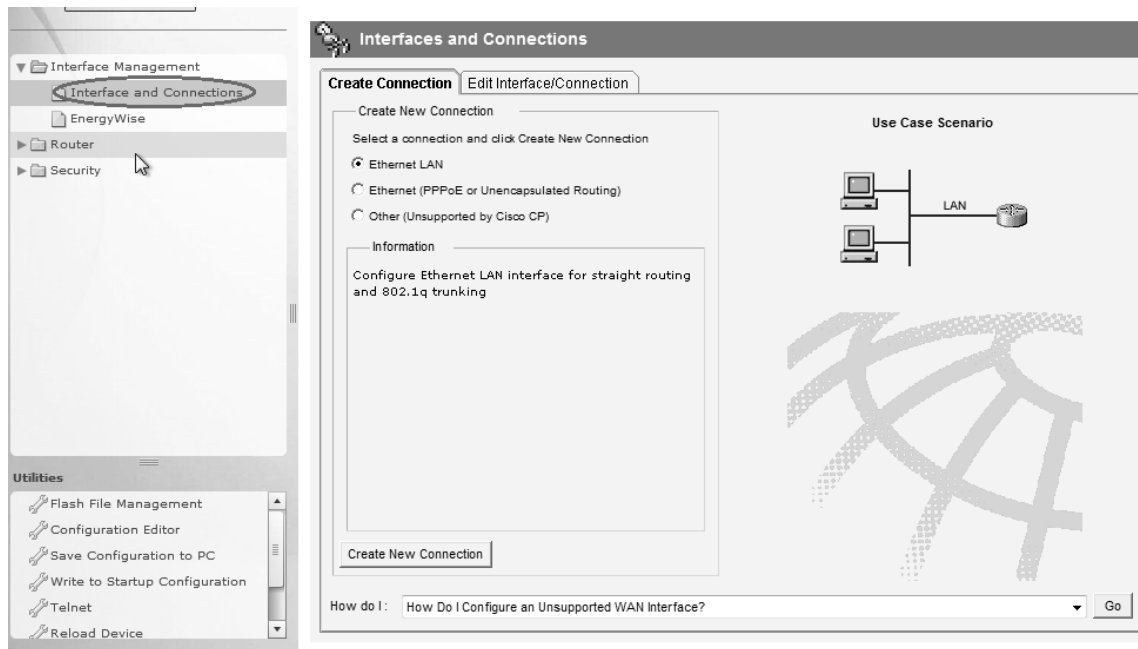 Interface Management
Interface and Connections
EnergyWise
Router
Security
Utilities
Flash File Management
Configuration Editor
Save Configuration to PC
Write to Startup Configuration
Telnet
Reload Device
Interfaces and Connections
Create Connection
Edit Interface/Connection
Create New Connection
Select a connection and click Create New Connection
Ethernet LAN
Ethernet (PPPoE or Unencapsulated Routing)
Other (Unsupported by Cisco CP)
Information
Configure Ethernet LAN interface for straight routing
and 802.1q trunking
Create New Connection
Use Case Scenario
LAN
How do I: How Do I Configure an Unsupported WAN Interface? Go